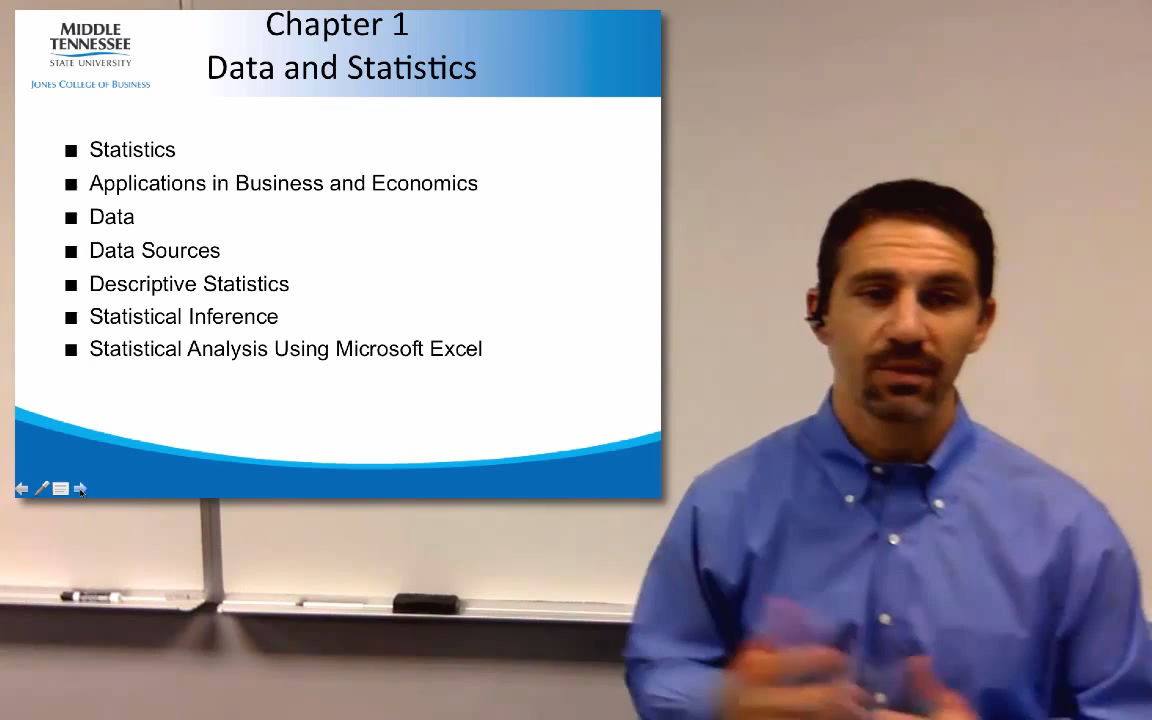 MIDDLE
TENNESSEE
STATE UNIVERSITY
JONES COLLEGE OF BUSINESS
Chapter 1
Data and Statistics
■ Statistics
■ Applications in Business and Economics
■ Data
■ Data Sources
■ Descriptive Statistics
■ Statistical Inference
■ Statistical Analysis Using Microsoft Excel